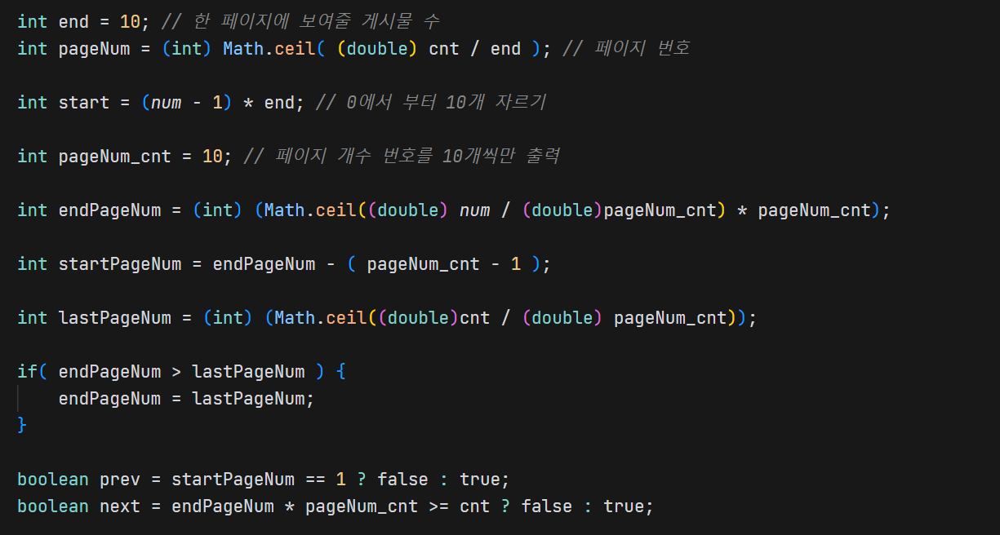 int end = 10; // 한 페이지에 보여줄 게시물 수
int pageNum = (int) Math.ceil( (double) cnt / end ); // 페이지 번호
int start = (num - 1) * end; // 0에서 부터 10개 자르기
int pageNum_cnt = 10; // 페이지 개수 번호를 10개씩만 출력
int endPageNum = (int) (Math.ceil((double) num / (double)pageNum_cnt) * pageNum_cnt);
int startPageNum = endPageNum - ( pageNum_cnt - 1 );
int lastPageNum = (int) (Math.ceil((double)cnt / (double) pageNum_cnt));
if( endPageNum > lastPageNum ) {
    endPageNum = lastPageNum;
}
boolean prev = startPageNum == 1 ? false : true;
boolean next = endPageNum * pageNum_cnt >= cnt ? false : true;